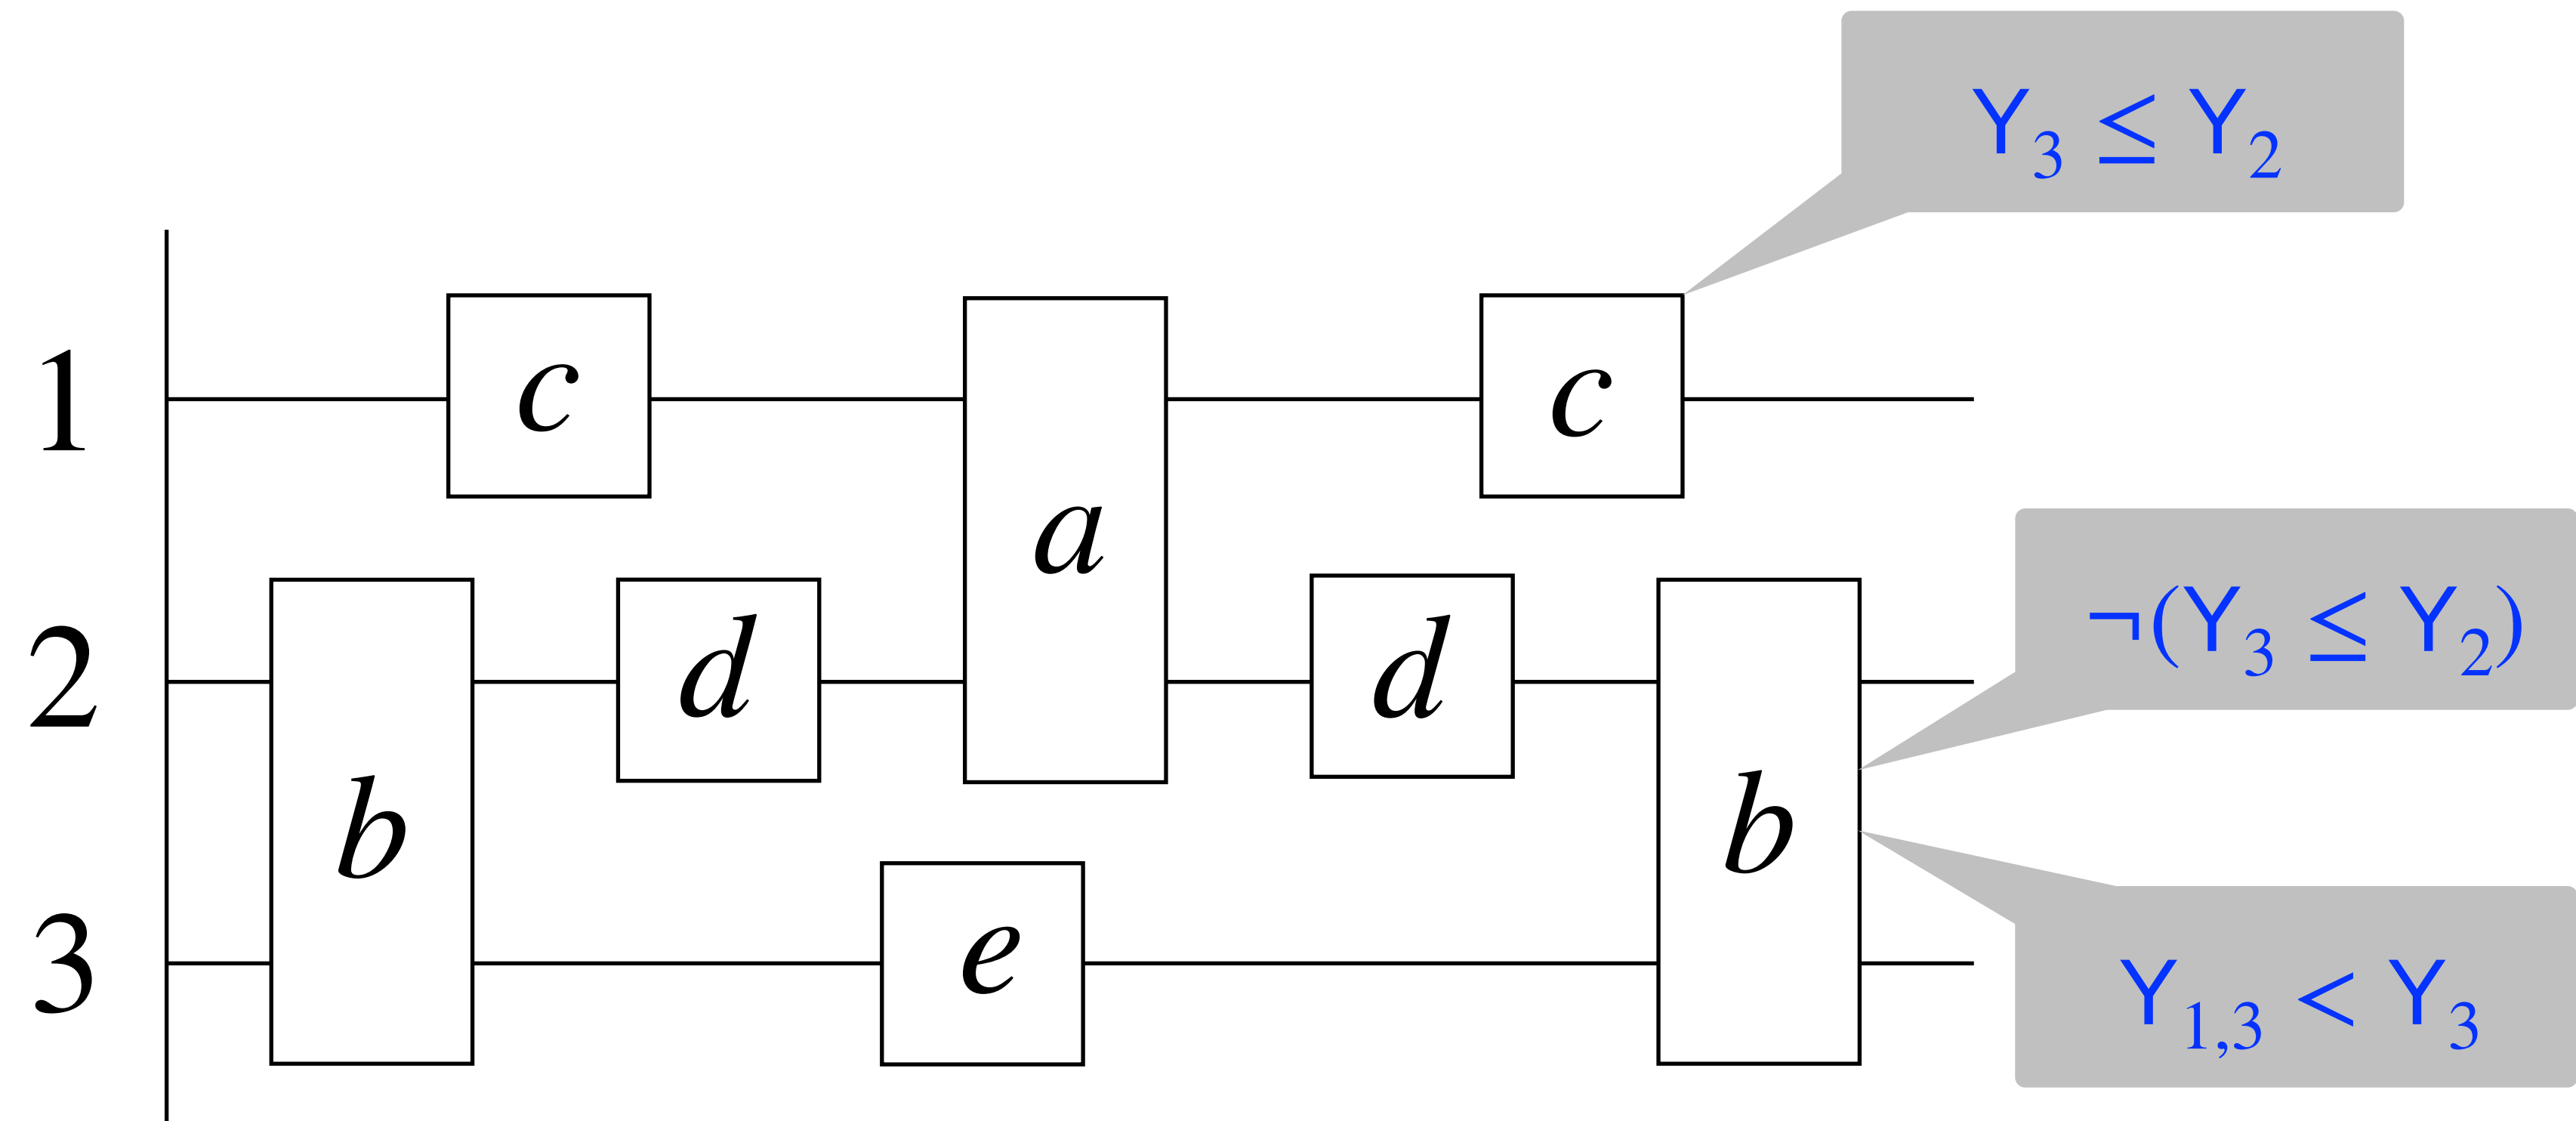 Y₃ ≤ Y₂
1 c a c
¬(Y₃ ≤ Y₂)
2 d d
b b
3 e
Y₁,₃ < Y₃